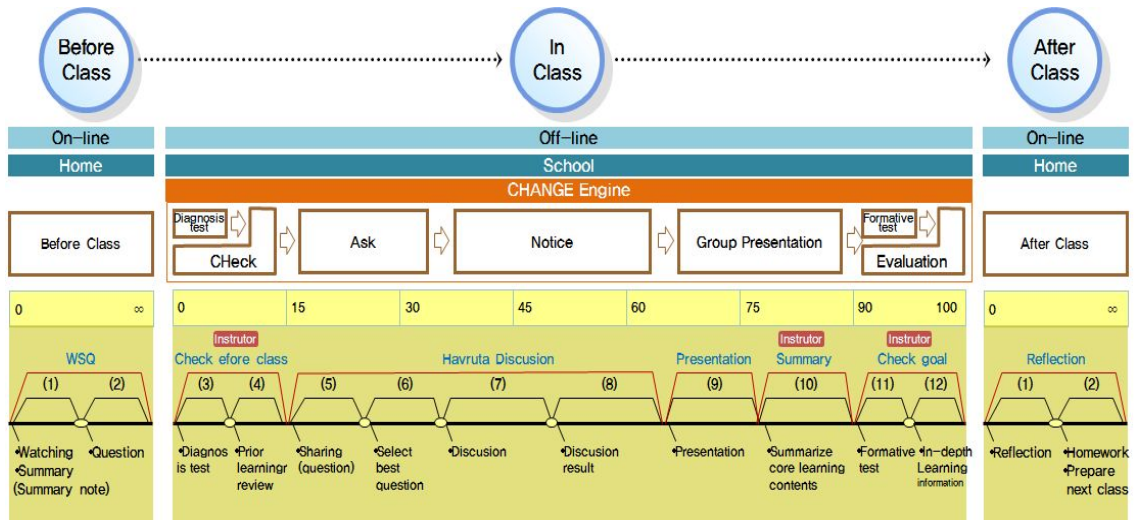 Before
Class
In
Class
After
Class
On-line
Off-line
On-line
Home
School
Home
CHANGE Engine
Before Class
Diagnosis
test
CHeck
Ask
Notice
Group Presentation
Formative
test
Evaluation
After Class
0 ∞
0 15 30 45 60 75 90 100
0 ∞
Instrutor
Instrutor
Instrutor
WSQ
Check efore class
Havruta Discusion
Presentation
Summary
Check goal
Reflection
(1) (2)
(3) (4) (5) (6) (7) (8) (9) (10) (11) (12)
(1) (2)
•Watching
•Summary
(Summary note)
•Question
•Diagnos
is test
•Prior
learningr
review
•Sharing
(question)
•Select
best
question
•Discussion
•Discusion
result
•Presentation
•Summarize
core learning
contents
•Formative
test
•In-depth
Learning
information
•Reflection
•Homework
•Prepare
next class